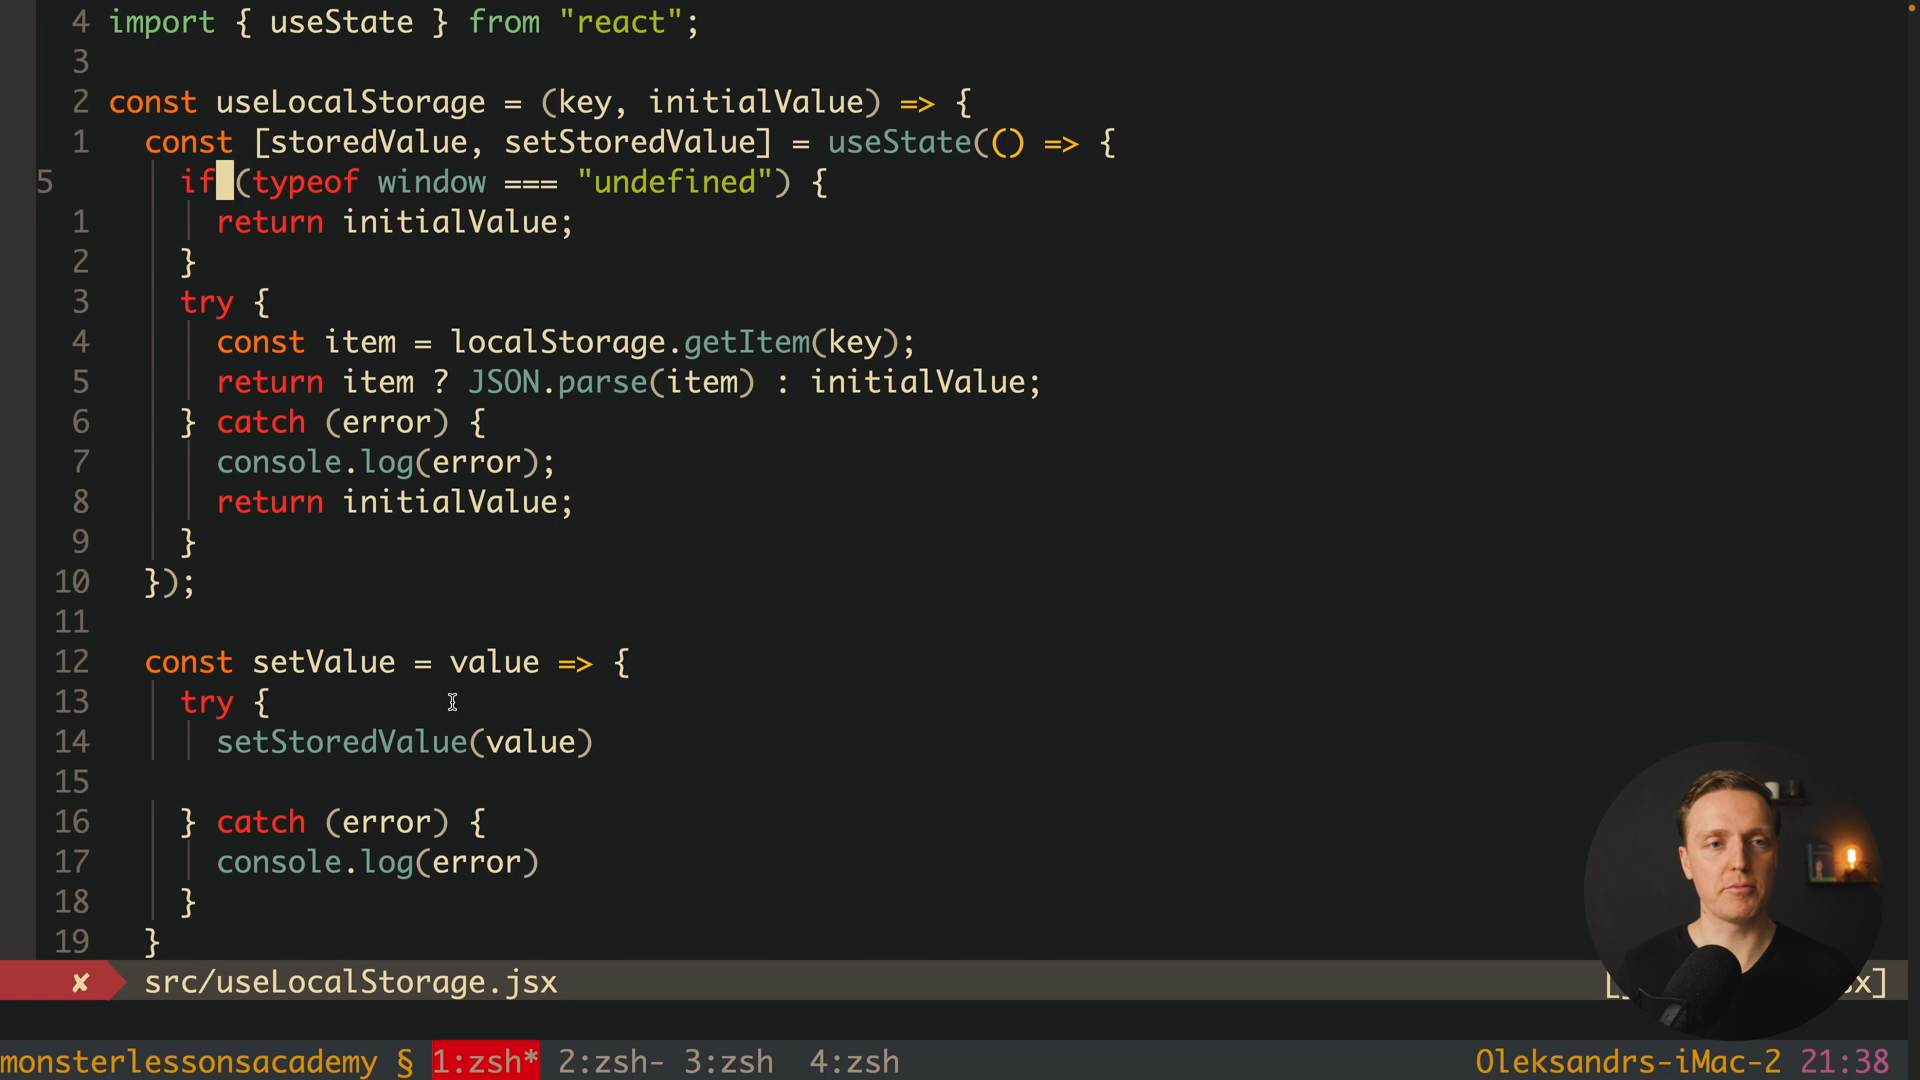 4 import { useState } from "react";
3
2 const useLocalStorage = (key, initialValue) => {
1 const [storedValue, setStoredValue] = useState(() => {
5 if (typeof window === "undefined") {
1 return initialValue;
2 }
3 try {
4 const item = localStorage.getItem(key);
5 return item ? JSON.parse(item) : initialValue;
6 } catch (error) {
7 console.log(error);
8 return initialValue;
9 }
10 });
11
12 const setValue = value => {
13 try {
14 setStoredValue(value)
15
16 } catch (error) {
17 console.log(error)
18 }
19 }
✘ src/useLocalStorage.jsx
monsterlessonsacademy § 1:zsh* 2:zsh- 3:zsh 4:zsh Oleksandrs-iMac-2 21:38